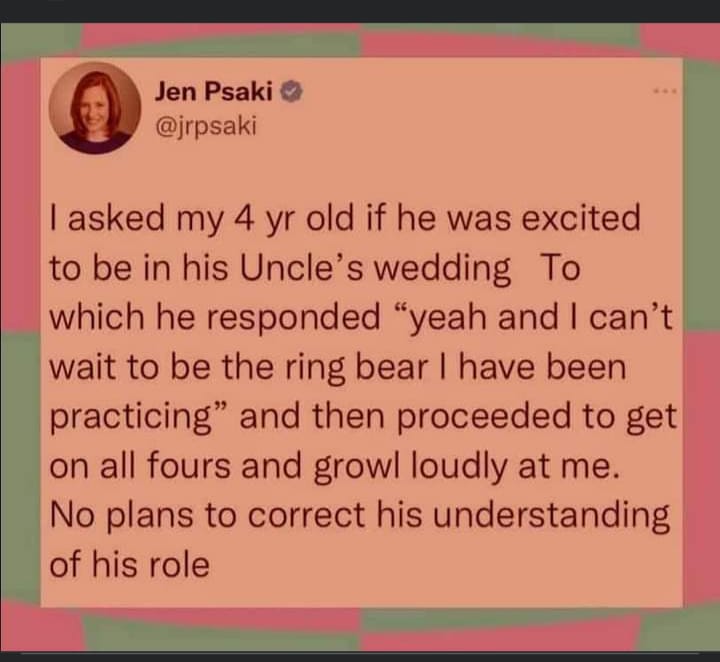 Jen Psaki
@jrpsaki
I asked my 4 yr old if he was excited
to be in his Uncle’s wedding   To
which he responded “yeah and I can’t
wait to be the ring bear I have been
practicing” and then proceeded to get
on all fours and growl loudly at me.
No plans to correct his understanding
of his role